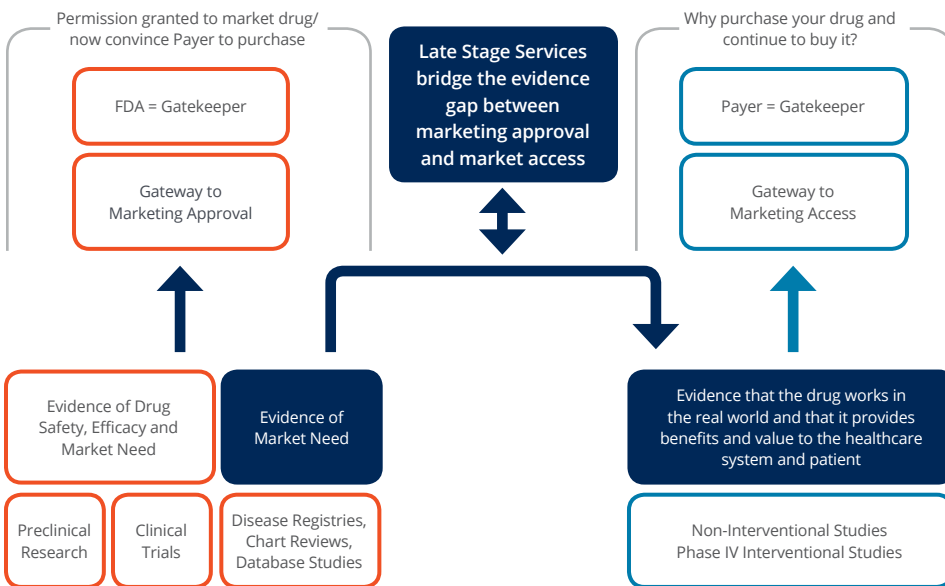 Permission granted to market drug/
now convince Payer to purchase
FDA = Gatekeeper
Gateway to
Marketing Approval
Late Stage Services
bridge the evidence
gap between
marketing approval
and market access
Why purchase your drug and
continue to buy it?
Payer = Gatekeeper
Gateway to
Marketing Access
Evidence of Drug
Safety, Efficacy and
Market Need
Evidence of
Market Need
Evidence that the drug works in
the real world and that it provides
benefits and value to the healthcare
system and patient
Preclinical
Research
Clinical
Trials
Disease Registries,
Chart Reviews,
Database Studies
Non-Interventional Studies
Phase IV Interventional Studies